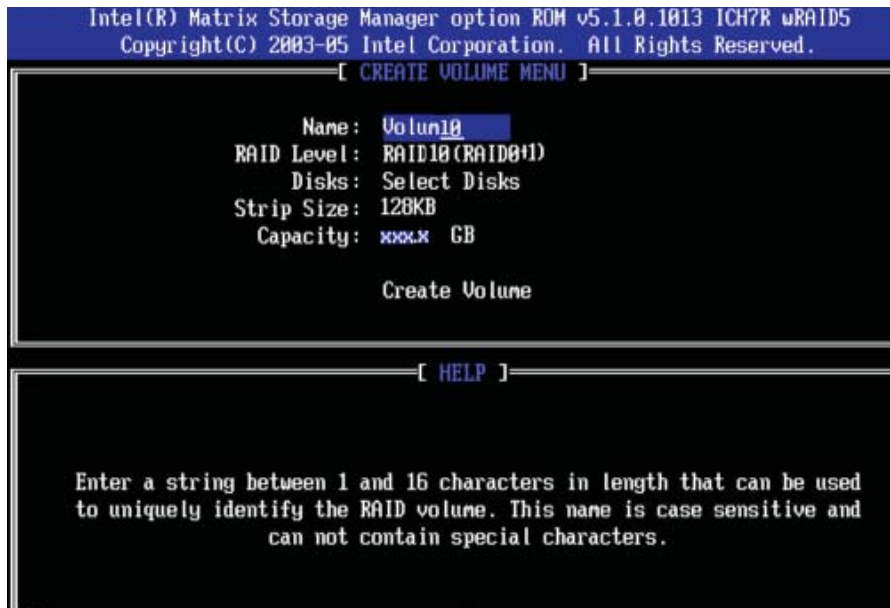 Intel(R) Matrix Storage Manager option ROM v5.1.0.1013 ICH7R wRAID5
Copyright(C) 2003-05 Intel Corporation. All Rights Reserved.
[ CREATE VOLUME MENU ]
Name: Volum10
RAID Level: RAID10(RAID0+1)
Disks: Select Disks
Strip Size: 128KB
Capacity: xxx.x GB
Create Volume
[ HELP ]
Enter a string between 1 and 16 characters in length that can be used
to uniquely identify the RAID volume. This name is case sensitive and
can not contain special characters.